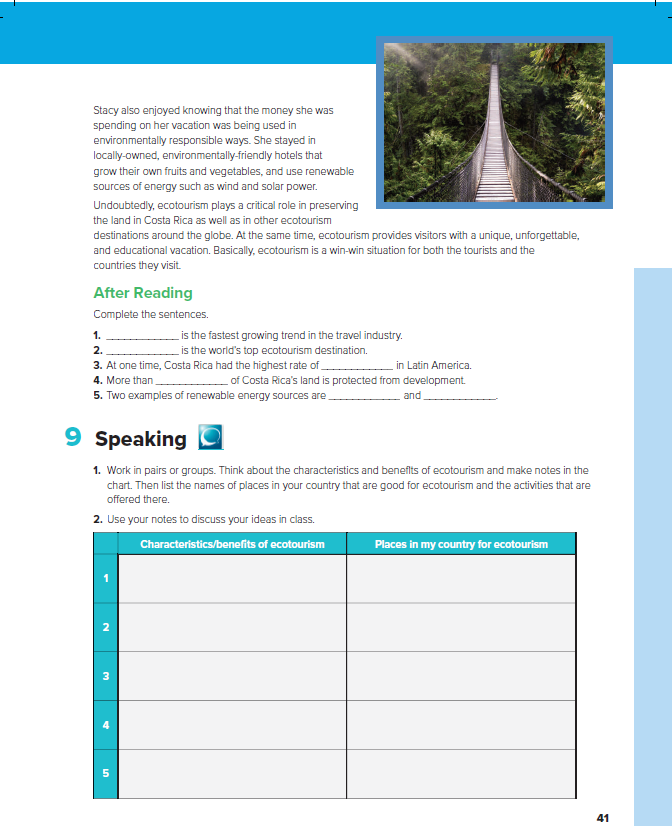 Stacy also enjoyed knowing that the money she was
spending on her vacation was being used in
environmentally responsible ways. She stayed in
locally-owned, environmentally-friendly hotels that
grow their own fruits and vegetables, and use renewable
sources of energy such as wind and solar power.
Undoubtedly, ecotourism plays a critical role in preserving
the land in Costa Rica as well as in other ecotourism
destinations around the globe. At the same time, ecotourism provides visitors with a unique, unforgettable,
and educational vacation. Basically, ecotourism is a win-win situation for both the tourists and the
countries they visit.
After Reading
Complete the sentences.
1. ____________ is the fastest growing trend in the travel industry.
2. ____________ is the world's top ecotourism destination.
3. At one time, Costa Rica had the highest rate of ____________ in Latin America.
4. More than ____________ of Costa Rica's land is protected from development.
5. Two examples of renewable energy sources are ____________ and ____________.
9 Speaking
1. Work in pairs or groups. Think about the characteristics and benefits of ecotourism and make notes in the
chart. Then list the names of places in your country that are good for ecotourism and the activities that are
offered there.
2. Use your notes to discuss your ideas in class.
Characteristics/benefits of ecotourism Places in my country for ecotourism
1
2
3
4
5
41